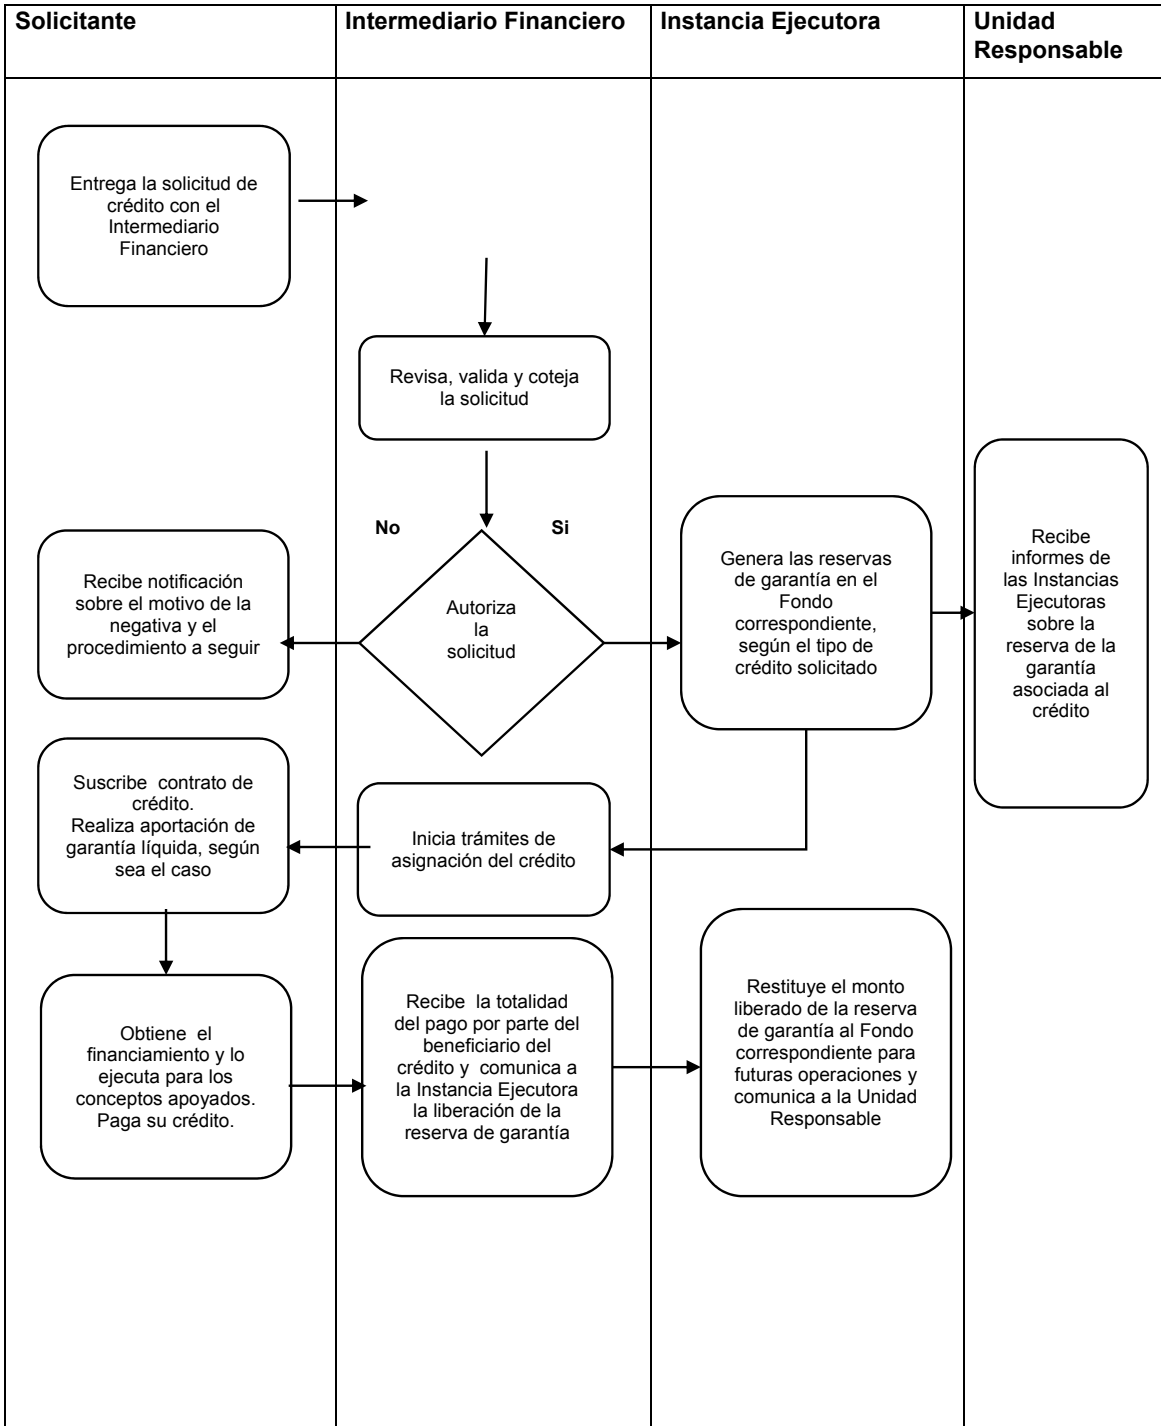 Solicitante
Intermediario Financiero
Instancia Ejecutora
Unidad
Responsable
Entrega la solicitud de
crédito con el
Intermediario
Financiero
Revisa, valida y coteja
la solicitud
No
Si
Autoriza
la
solicitud
Recibe notificación
sobre el motivo de la
negativa y el
procedimiento a seguir
Genera las reservas
de garantía en el
Fondo
correspondiente,
según el tipo de
crédito solicitado
Recibe
informes de
las Instancias
Ejecutoras
sobre la
reserva de la
garantía
asociada al
crédito
Suscribe contrato de
crédito.
Realiza aportación de
garantía líquida, según
sea el caso
Inicia trámites de
asignación del crédito
Obtiene el
financiamiento y lo
ejecuta para los
conceptos apoyados.
Paga su crédito.
Recibe la totalidad
del pago por parte del
beneficiario del
crédito y comunica a
la Instancia Ejecutora
la liberación de la
reserva de garantía
Restituye el monto
liberado de la reserva
de garantía al Fondo
correspondiente para
futuras operaciones y
comunica a la Unidad
Responsable